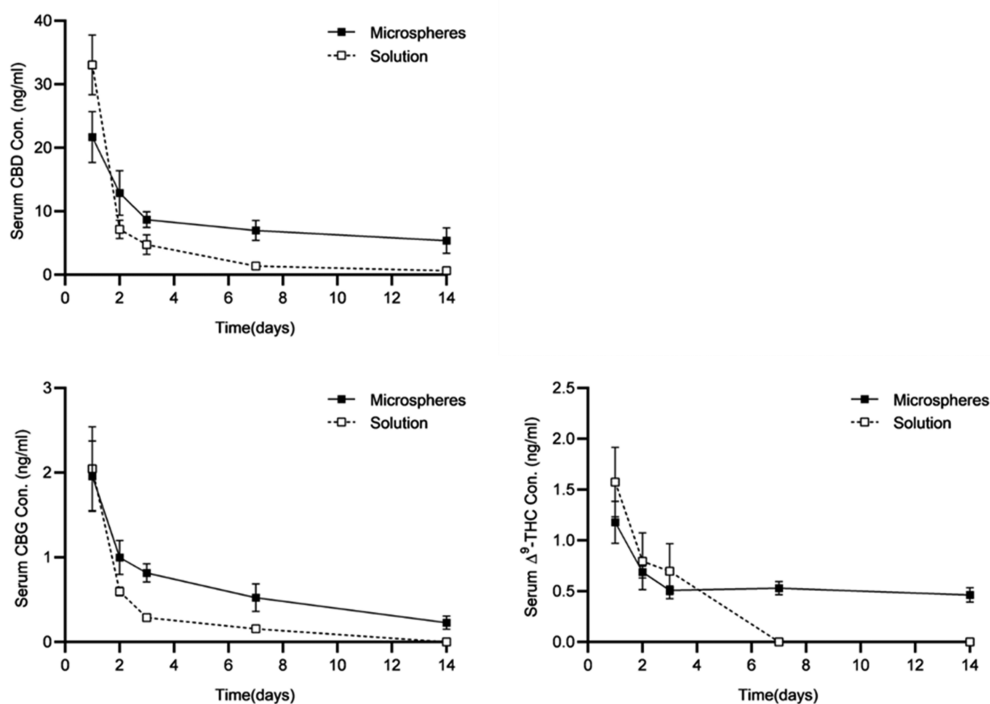 Serum CBD Con. (ng/ml)
40
30
20
10
0
Microspheres
Solution
0 2 4 6 8 10 12 14
Time(days)
Serum CBG Con. (ng/ml)
3
2
1
0
Microspheres
Solution
0 2 4 6 8 10 12 14
Time(days)
Serum Δ⁹-THC Con. (ng/ml)
2.5
2.0
1.5
1.0
0.5
0.0
Microspheres
Solution
0 2 4 6 8 10 12 14
Time(days)